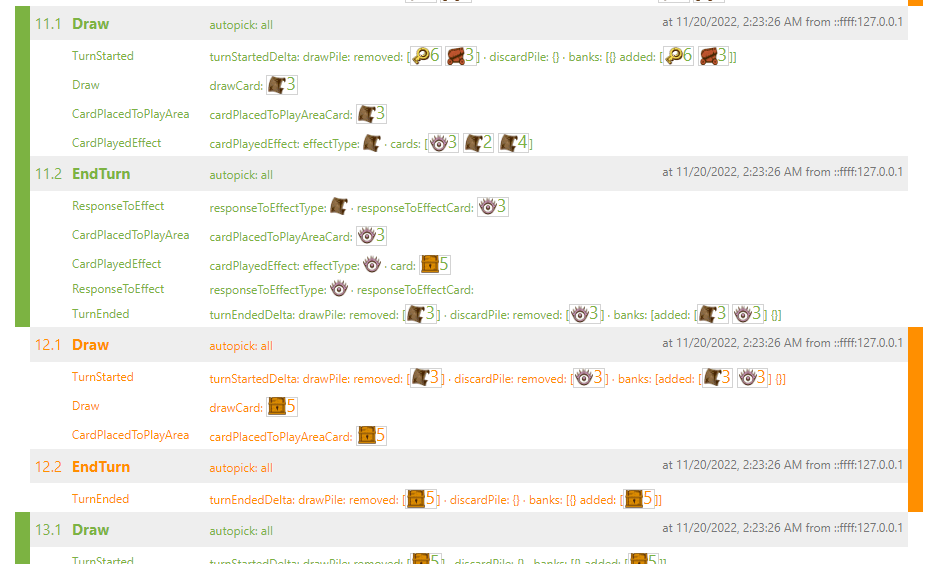 11.1 Draw autopick: all at 11/20/2022, 2:23:26 AM from ::ffff:127.0.0.1
TurnStarted turnStartedDelta: drawPile: removed: [6 3] · discardPile: {} · banks: [{} added: [6 3]]
Draw drawCard: 3
CardPlacedToPlayArea cardPlacedToPlayAreaCard: 3
CardPlayedEffect cardPlayedEffect: effectType: · cards: [3 2 4]
11.2 EndTurn autopick: all at 11/20/2022, 2:23:26 AM from ::ffff:127.0.0.1
ResponseToEffect responseToEffectType: · responseToEffectCard: 3
CardPlacedToPlayArea cardPlacedToPlayAreaCard: 3
CardPlayedEffect cardPlayedEffect: effectType: · card: 5
ResponseToEffect responseToEffectType: · responseToEffectCard:
TurnEnded turnEndedDelta: drawPile: removed: [3] · discardPile: removed: [3] · banks: [added: [3 3] {}]
12.1 Draw autopick: all at 11/20/2022, 2:23:26 AM from ::ffff:127.0.0.1
TurnStarted turnStartedDelta: drawPile: removed: [3] · discardPile: removed: [3] · banks: [added: [3 3] {}]
Draw drawCard: 5
CardPlacedToPlayArea cardPlacedToPlayAreaCard: 5
12.2 EndTurn autopick: all at 11/20/2022, 2:23:26 AM from ::ffff:127.0.0.1
TurnEnded turnEndedDelta: drawPile: removed: [5] · discardPile: {} · banks: [{} added: [5]]
13.1 Draw autopick: all at 11/20/2022, 2:23:26 AM from ::ffff:127.0.0.1
TurnStarted turnStartedDelta: drawPile: removed: [5] · discardPile: {} · banks: [{} added: [5]]